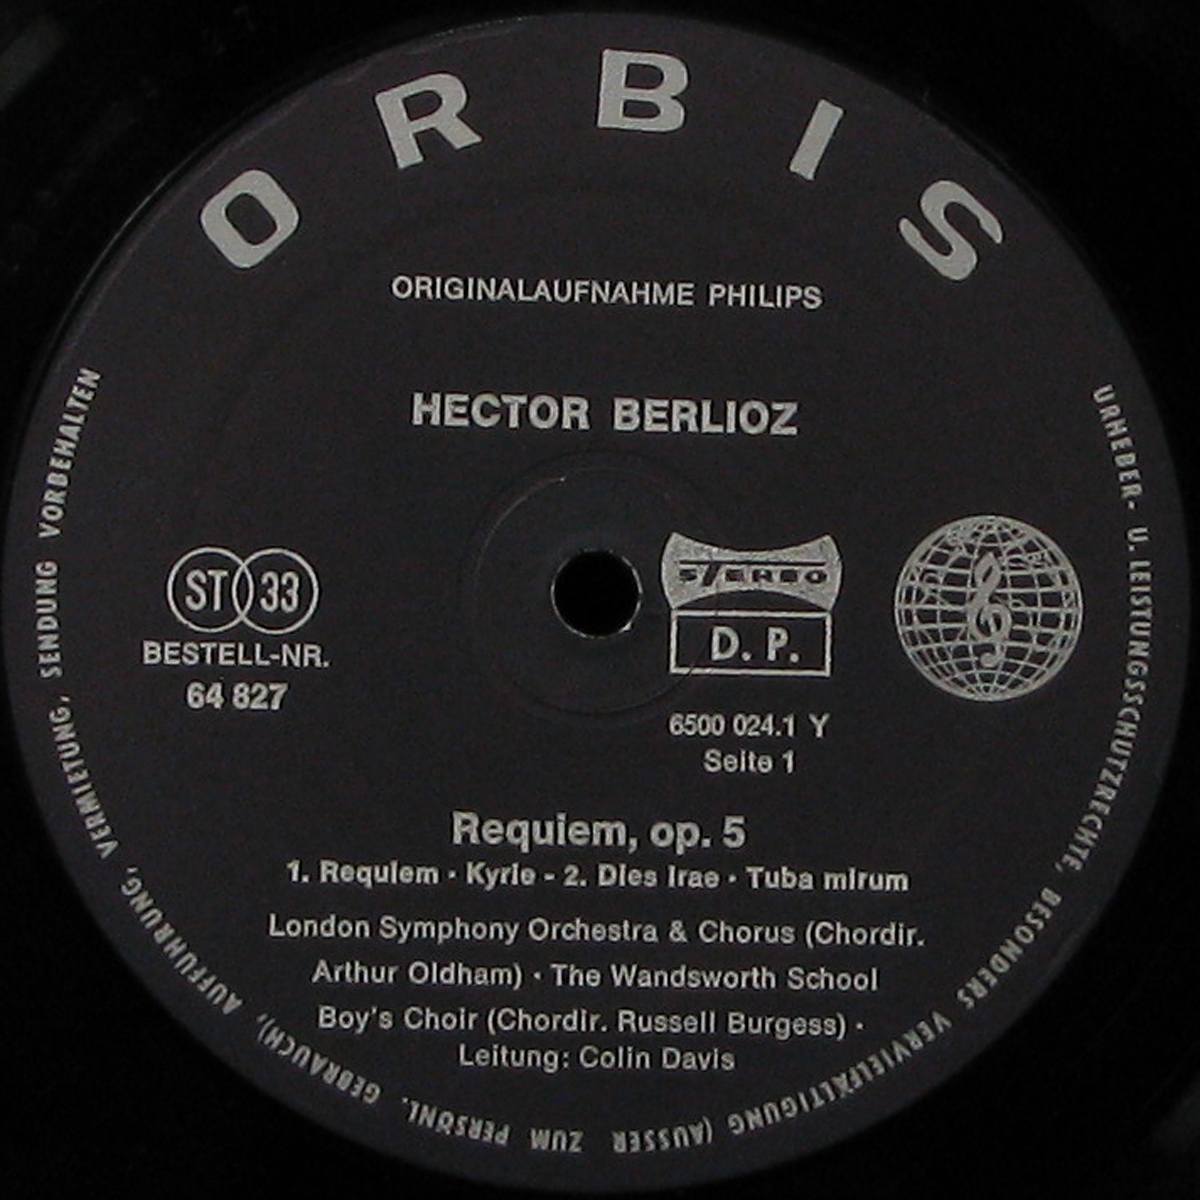 ORBIS
ORIGINALAUFNAHME PHILIPS
HECTOR BERLIOZ
ST 33
BESTELL-NR.
64 827
STEREO
D. P.
6500 024.1 Y
Seite 1
Requiem, op. 5
1. Requiem · Kyrie - 2. Dies Irae · Tuba mirum
London Symphony Orchestra & Chorus (Chordir.
Arthur Oldham) · The Wandsworth School
Boy's Choir (Chordir. Russell Burgess) ·
Leitung: Colin Davis
URHEBER- U. LEISTUNGSSCHUTZRECHTE, BESONDERS VERVIELFÄLTIGUNG (AUSSER ZUM PERSÖNL. GEBRAUCH), AUFFÜHRUNG, VERMIETUNG, SENDUNG VORBEHALTEN